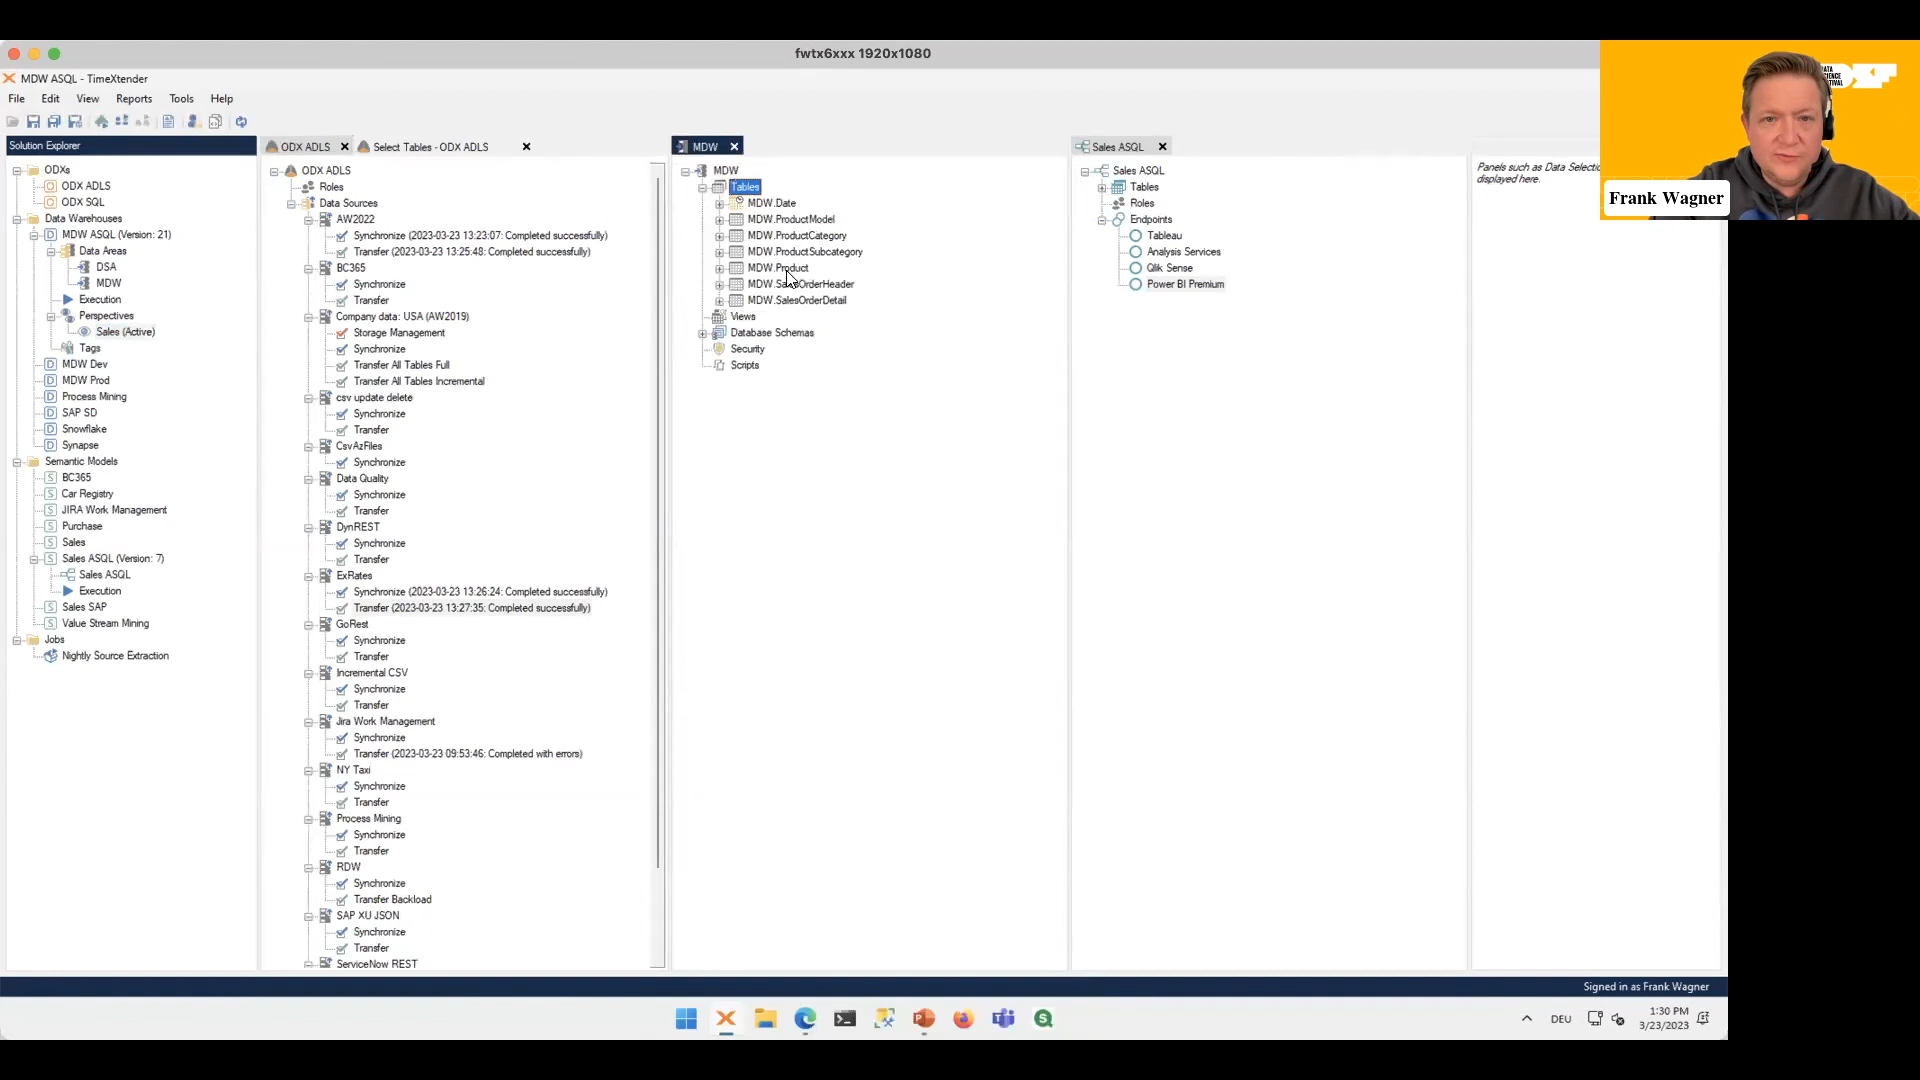 fwtx6xxx 1920x1080
MDW ASQL - TimeXtender
File Edit View Reports Tools Help
Solution Explorer
ODXs
ODX ADLS
ODX SQL
Data Warehouses
MDW ASQL (Version: 21)
Data Areas
DSA
MDW
Execution
Perspectives
Sales (Active)
Tags
MDW Dev
MDW Prod
Process Mining
SAP SD
Snowflake
Synapse
Semantic Models
BC365
Car Registry
JIRA Work Management
Purchase
Sales
Sales ASQL (Version: 7)
Sales ASQL
Execution
Sales SAP
Value Stream Mining
Jobs
Nightly Source Extraction
ODX ADLS
Select Tables - ODX ADLS
ODX ADLS
Roles
Data Sources
AW2022
Synchronize (2023-03-23 13:23:07: Completed successfully)
Transfer (2023-03-23 13:25:48: Completed successfully)
BC365
Synchronize
Transfer
Company data: USA (AW2019)
Storage Management
Synchronize
Transfer All Tables Full
Transfer All Tables Incremental
csv update delete
Synchronize
Transfer
CsvAzFiles
Synchronize
Data Quality
Synchronize
Transfer
DynREST
Synchronize
Transfer
ExRates
Synchronize (2023-03-23 13:26:24: Completed successfully)
Transfer (2023-03-23 13:27:35: Completed successfully)
GoRest
Synchronize
Transfer
Incremental CSV
Synchronize
Transfer
Jira Work Management
Synchronize
Transfer (2023-03-23 09:53:46: Completed with errors)
NY Taxi
Synchronize
Transfer
Process Mining
Synchronize
Transfer
RDW
Synchronize
Transfer Backload
SAP XU JSON
Synchronize
Transfer
ServiceNow REST
MDW
MDW
Tables
MDW.Date
MDW.ProductModel
MDW.ProductCategory
MDW.ProductSubcategory
MDW.Product
MDW.SalesOrderHeader
MDW.SalesOrderDetail
Views
Database Schemas
Security
Scripts
Sales ASQL
Sales ASQL
Tables
Roles
Endpoints
Tableau
Analysis Services
Qlik Sense
Power BI Premium
Panels such as Data Selectio
displayed here.
Frank Wagner
Signed in as Frank Wagner
DEU
1:30 PM
3/23/2023